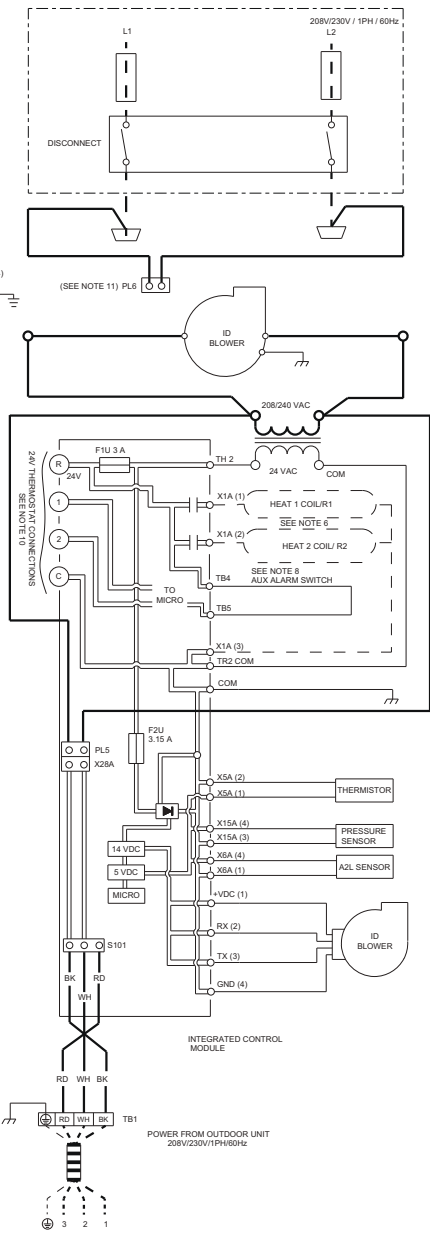 208V/230V / 1PH / 60Hz
L1
L2
DISCONNECT
(SEE NOTE 11) PL6
ID
BLOWER
208/240 VAC
F1U 3 A
R
24V
TH 2
24 VAC
COM
24V THERMOSTAT CONNECTIONS
SEE NOTE 10
1
X1A (1)
HEAT 1 COIL/R1
SEE NOTE 6
2
X1A (2)
HEAT 2 COIL/ R2
SEE NOTE 8
AUX ALARM SWITCH
C
TB4
TO
MICRO
TB5
X1A (3)
TR2 COM
COM
F2U
3.15 A
PL5
X28A
X5A (2)
X5A (1)
THERMISTOR
X15A (4)
X15A (3)
PRESSURE
SENSOR
14 VDC
5 VDC
MICRO
X6A (4)
X6A (1)
A2L SENSOR
+VDC (1)
RX (2)
TX (3)
GND (4)
ID
BLOWER
S101
BK
WH
RD
INTEGRATED CONTROL
MODULE
RD WH BK
RD WH BK TB1
POWER FROM OUTDOOR UNIT
208V/230V/1PH/60Hz
3 2 1